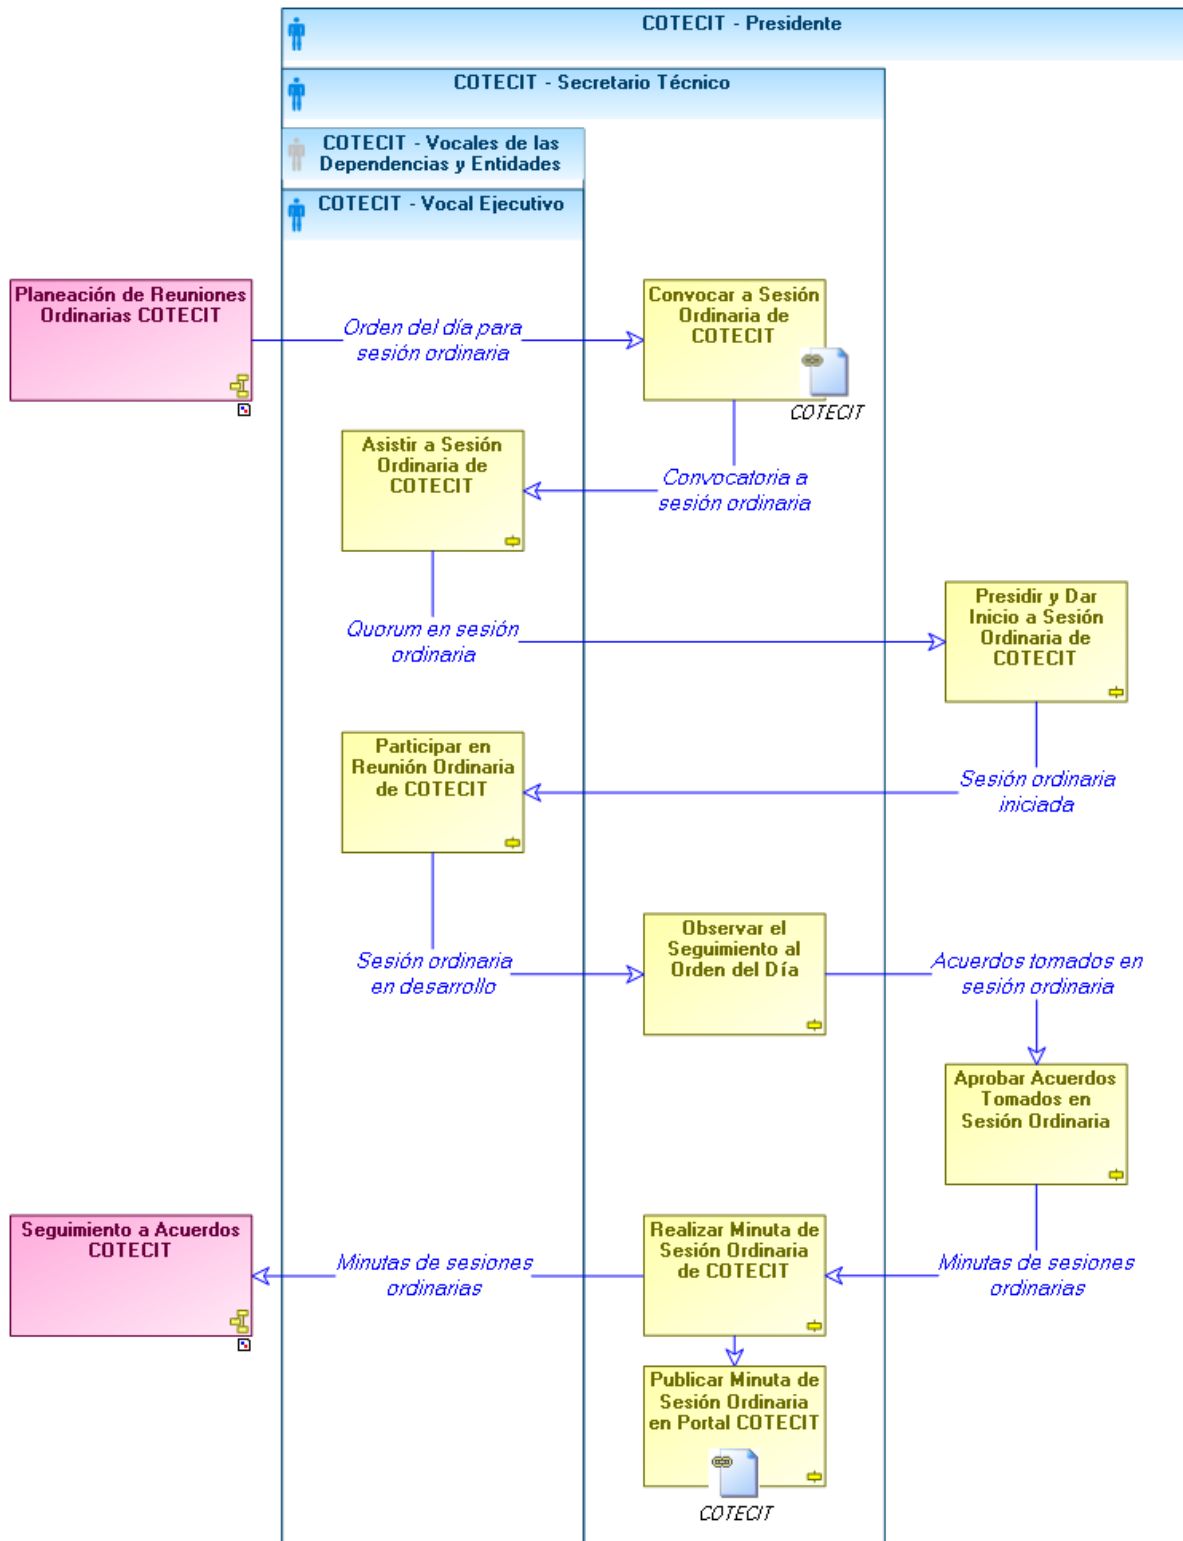 COTECIT - Presidente
COTECIT - Secretario Técnico
COTECIT - Vocales de las
Dependencias y Entidades
COTECIT - Vocal Ejecutivo
Planeación de Reuniones
Ordinarias COTECIT
Orden del día para
sesión ordinaria
Convocar a Sesión
Ordinaria de
COTECIT
COTECIT
Asistir a Sesión
Ordinaria de
COTECIT
Convocatoria a
sesión ordinaria
Presidir y Dar
Inicio a Sesión
Ordinaria de
COTECIT
Quorum en sesión
ordinaria
Participar en
Reunión Ordinaria
de COTECIT
Sesión ordinaria
iniciada
Sesión ordinaria
en desarrollo
Observar el
Seguimiento al
Orden del Día
Acuerdos tomados en
sesión ordinaria
Aprobar Acuerdos
Tomados en
Sesión Ordinaria
Seguimiento a Acuerdos
COTECIT
Minutas de sesiones
ordinarias
Realizar Minuta de
Sesión Ordinaria
de COTECIT
Minutas de sesiones
ordinarias
Publicar Minuta de
Sesión Ordinaria
en Portal COTECIT
COTECIT